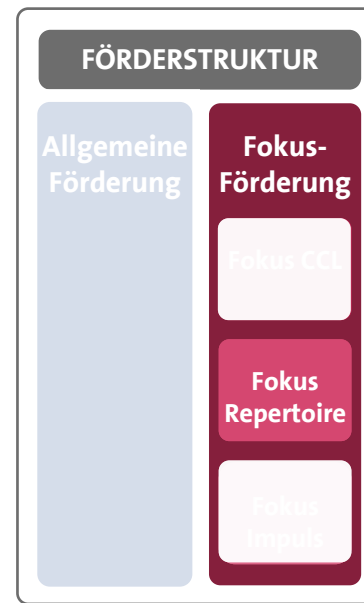 FÖRDERSTRUKTUR
Allgemeine
Förderung
Fokus-
Förderung
Fokus CCL
Fokus
Repertoire
Fokus
Impuls